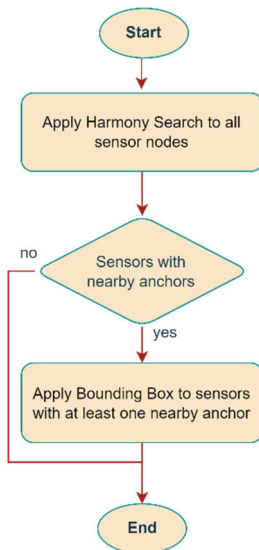 Start
Apply Harmony Search to all
sensor nodes
Sensors with
nearby anchors
no
yes
Apply Bounding Box to sensors
with at least one nearby anchor
End